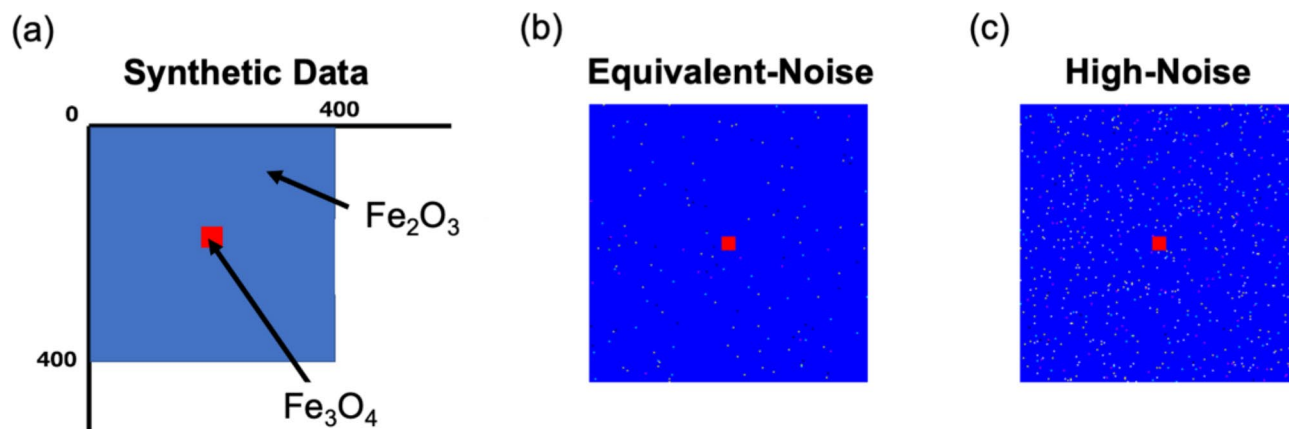 (a)
Synthetic Data
0
400
Fe₂O₃
400
Fe₃O₄
(b)
Equivalent-Noise
(c)
High-Noise